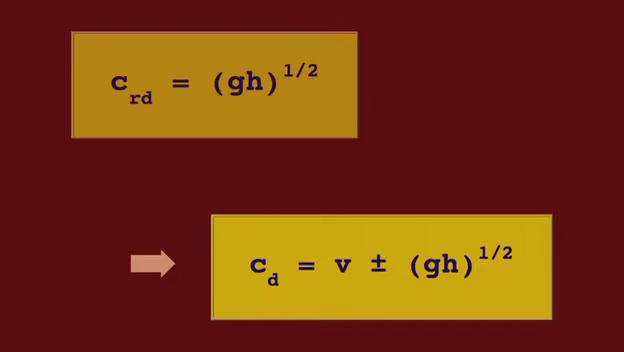 c_rd = (gh)^1/2
c_d = v ± (gh)^1/2